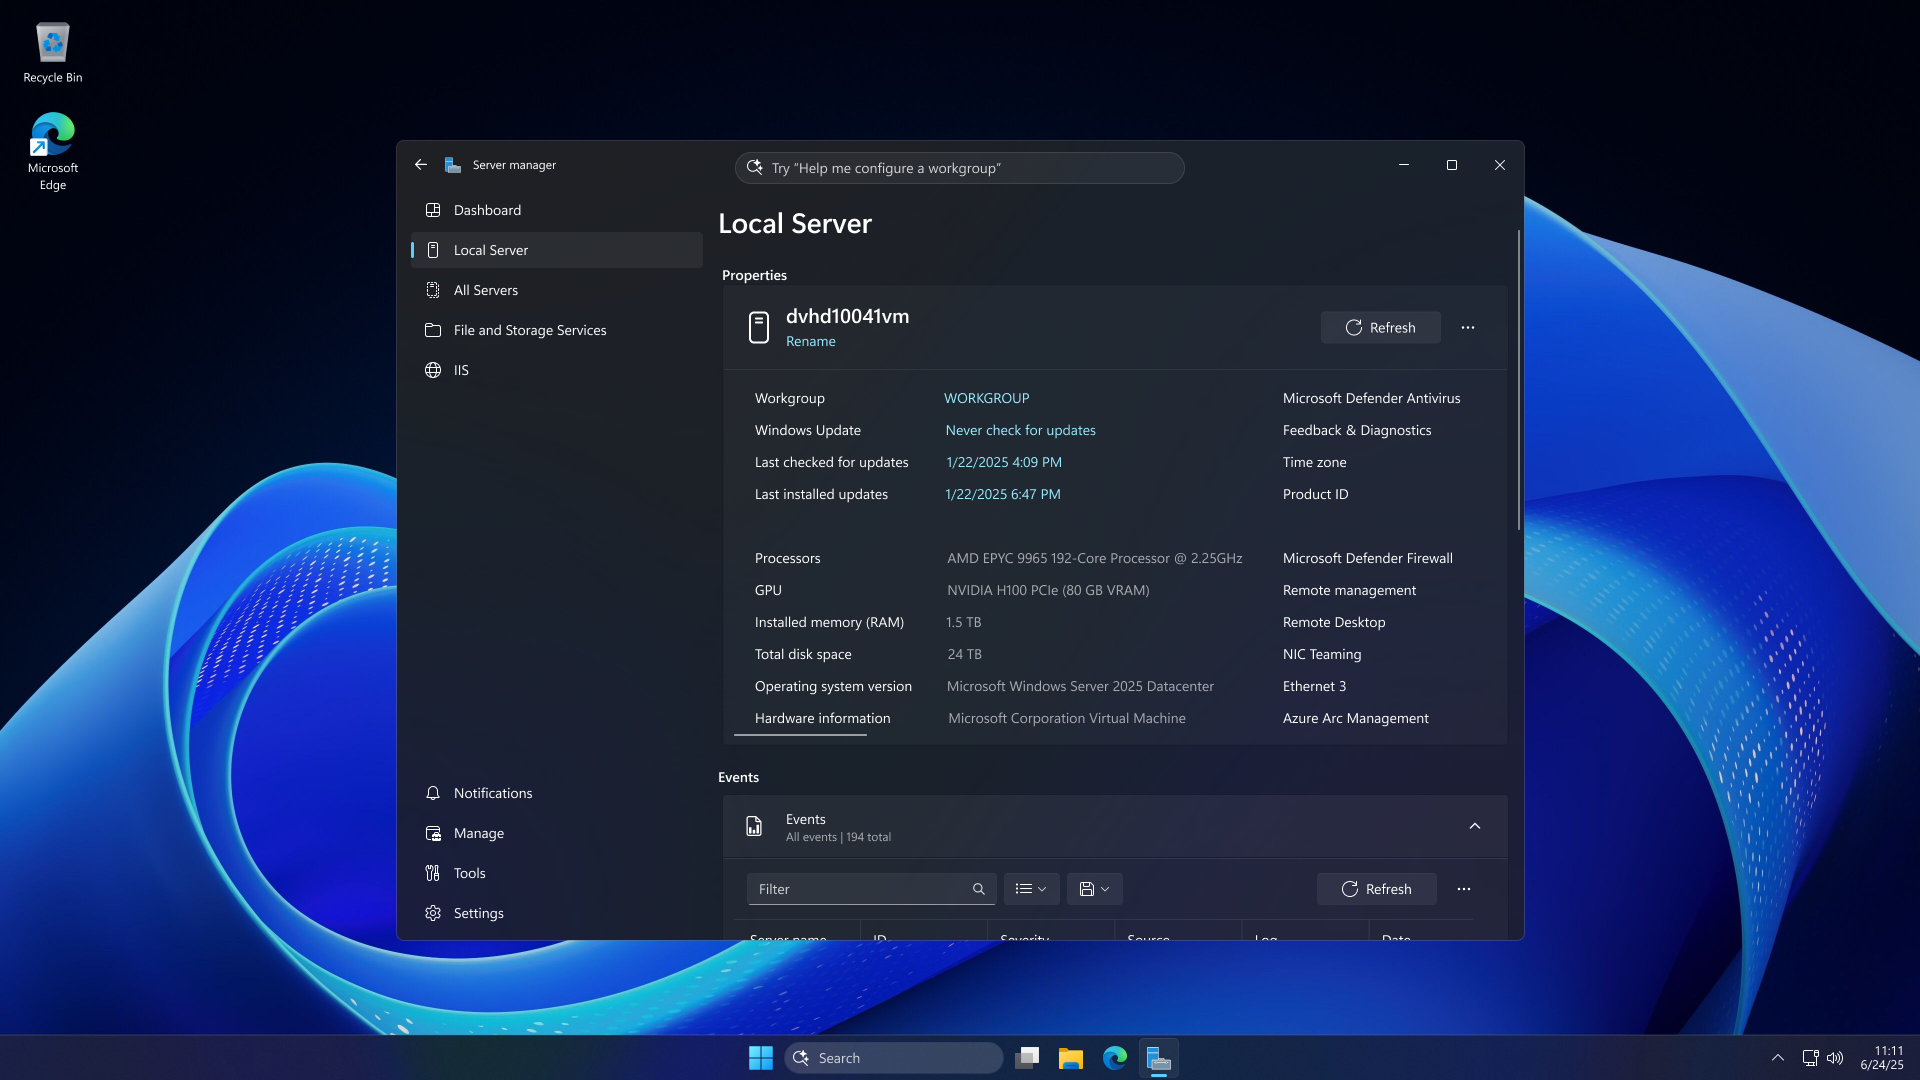 Recycle Bin
Microsoft
Edge
Server manager
Try “Help me configure a workgroup”
Dashboard
Local Server
All Servers
File and Storage Services
IIS
Notifications
Manage
Tools
Settings
Local Server
Properties
dvhd10041vm
Rename
Refresh
Workgroup WORKGROUP Microsoft Defender Antivirus
Windows Update Never check for updates Feedback & Diagnostics
Last checked for updates 1/22/2025 4:09 PM Time zone
Last installed updates 1/22/2025 6:47 PM Product ID
Processors AMD EPYC 9965 192-Core Processor @ 2.25GHz Microsoft Defender Firewall
GPU NVIDIA H100 PCIe (80 GB VRAM) Remote management
Installed memory (RAM) 1.5 TB Remote Desktop
Total disk space 24 TB NIC Teaming
Operating system version Microsoft Windows Server 2025 Datacenter Ethernet 3
Hardware information Microsoft Corporation Virtual Machine Azure Arc Management
Events
Events
All events | 194 total
Filter
Refresh
Server name ID Severity Source Log Date
Search
11:11
6/24/25